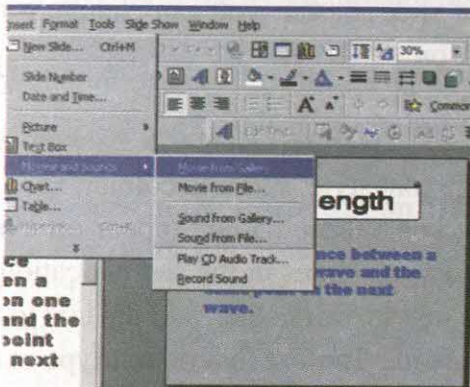 Insert Format Tools Slide Show Window Help
New Slide... Ctrl+M
30%
Slide Number
Date and Time...
Commo
Picture
Text Box
Movies and Sounds
Movie from Gallery...
Chart...
Movie from File...
Table...
Sound from Gallery...
Sound from File...
Play CD Audio Track...
Record Sound
ength
nce between a
wave and the
point on the next
wave.
ce
en a
on one
and the
point
next